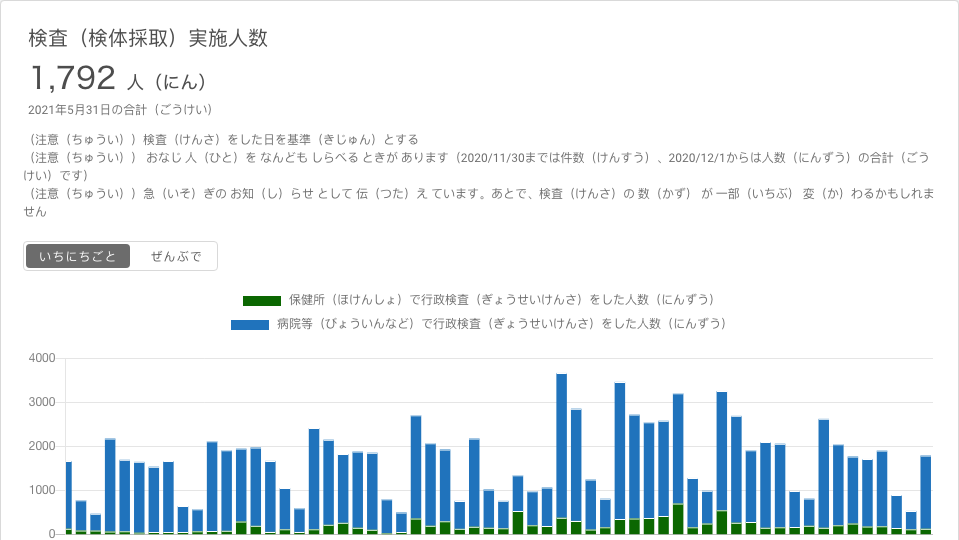 検査（検体採取）実施人数
1,792 人（にん）
2021年5月31日の合計（ごうけい）
（注意（ちゅうい））検査（けんさ）をした日を基準（きじゅん）とする
（注意（ちゅうい）） おなじ 人（ひと）を なんども しらべる ときが あります（2020/11/30までは件数（けんすう）、2020/12/1からは人数（にんずう）の合計（ごう
けい）です）
（注意（ちゅうい））急（いそ）ぎの お知（し）らせ として 伝（つた）え ています。あとで、検査（けんさ）の 数（かず） が 一部（いちぶ） 変（か）わるかもしれま
せん
いちにちごと ぜんぶで
保健所（ほけんしょ）で行政検査（ぎょうせいけんさ）をした人数（にんずう）
病院等（びょういんなど）で行政検査（ぎょうせいけんさ）をした人数（にんずう）
4000
3000
2000
1000
0